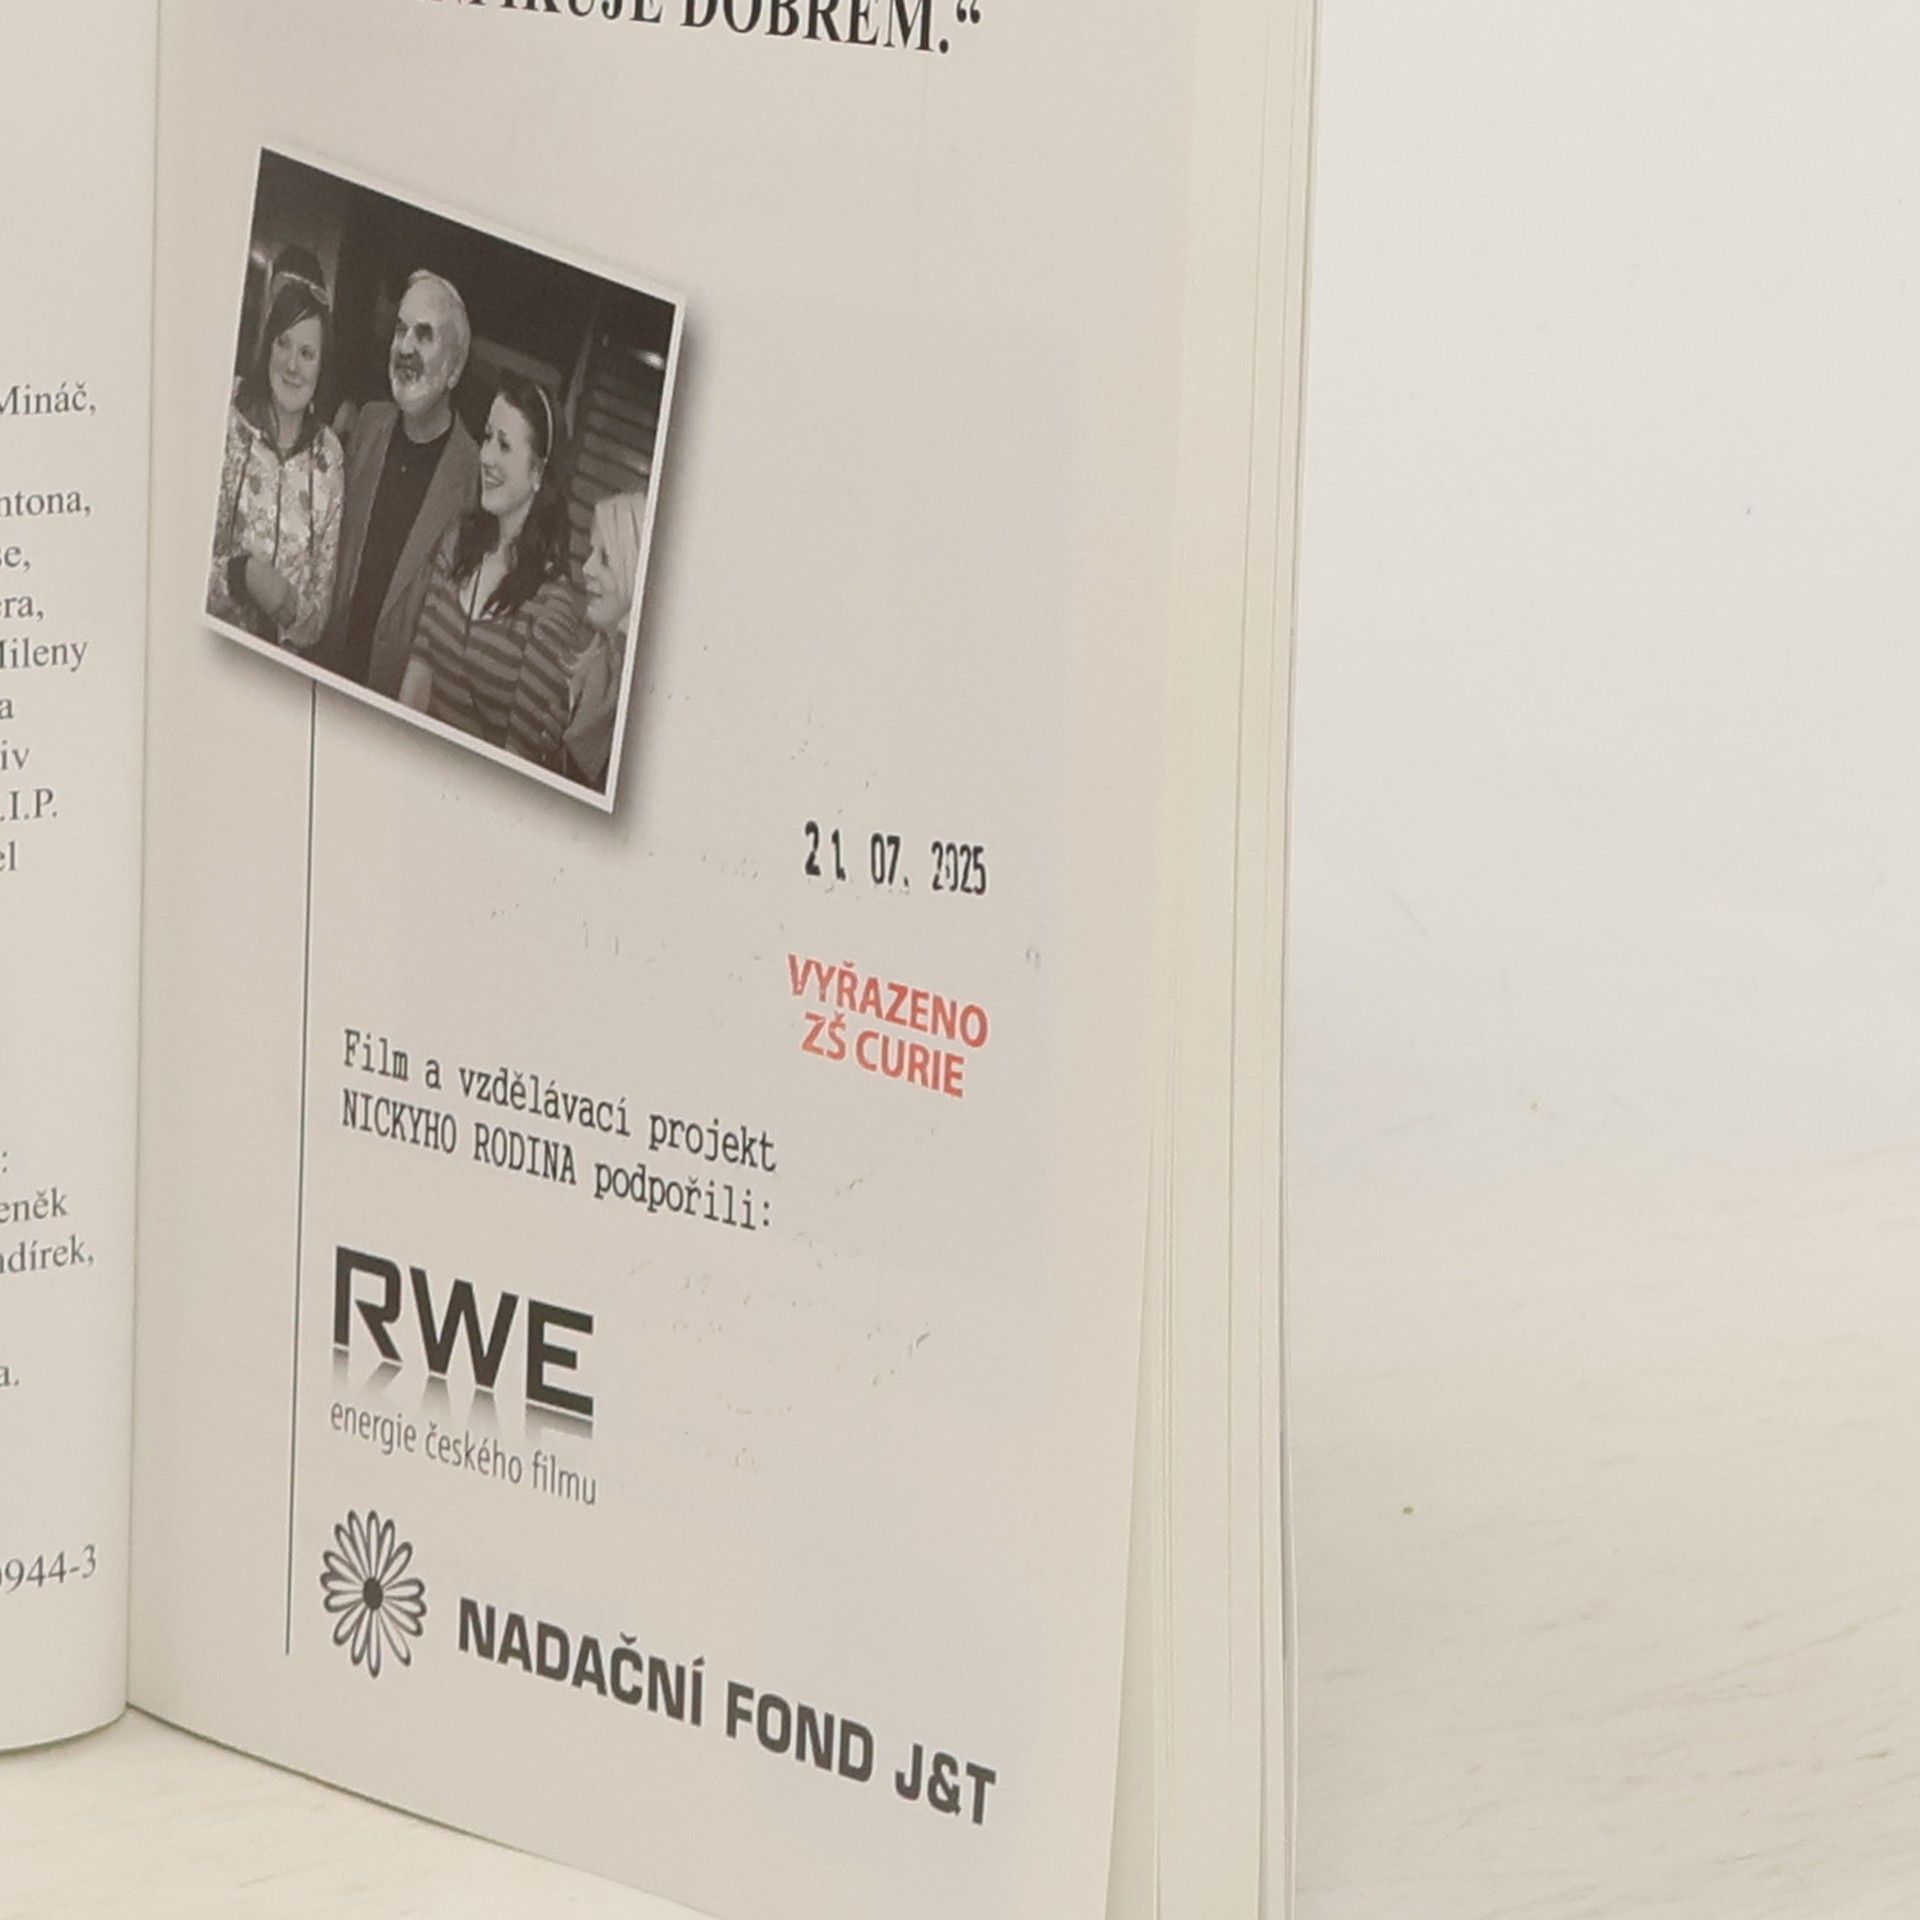 DOBREM.“
Mináč,
ntona,
se,
era,
Mileny
a
iv
.I.P.
el
:
eněk
ndírek,
a.
0944-3
21. 07. 2025
VYŘAZENO
ZŠ CURIE
Film a vzdělávací projekt
NICKYHO RODINA podpořili:
RWE
energie českého filmu
NADAČNÍ FOND J&T